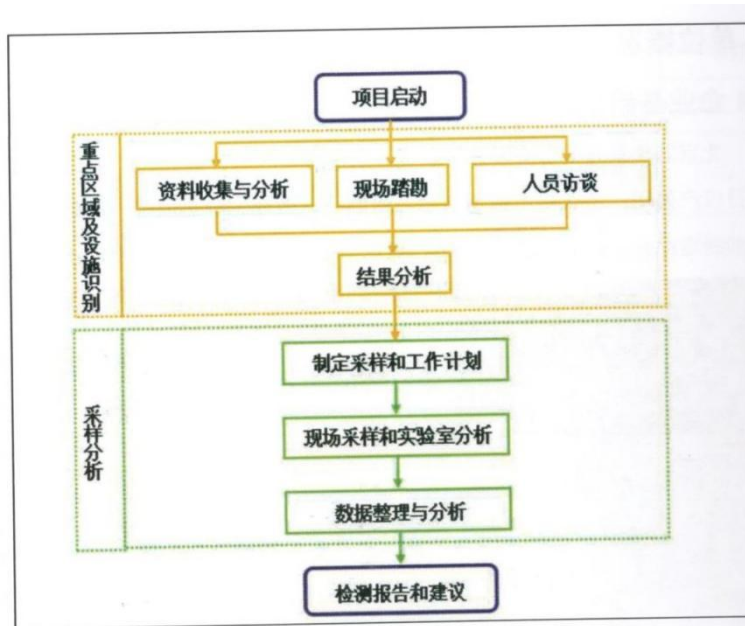 项目启动
重点区域及设施识别
资料收集与分析
现场踏勘
人员访谈
结果分析
采样分析
制定采样和工作计划
现场采样和实验室分析
数据整理与分析
检测报告和建议